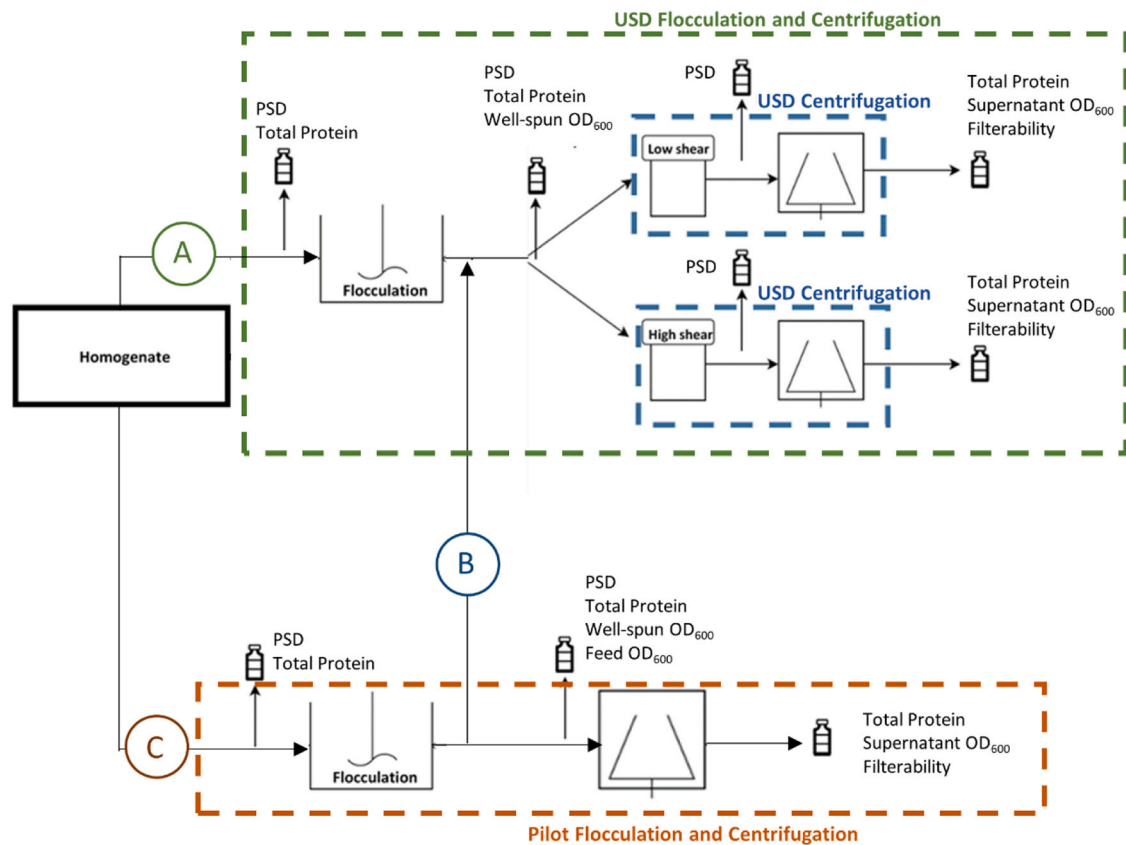 USD Flocculation and Centrifugation
PSD
Total Protein
PSD
Total Protein
Well-spun OD₆₀₀
PSD
USD Centrifugation
Low shear
Total Protein
Supernatant OD₆₀₀
Filterability
A
Flocculation
PSD
USD Centrifugation
High shear
Total Protein
Supernatant OD₆₀₀
Filterability
Homogenate
B
PSD
Total Protein
Well-spun OD₆₀₀
Feed OD₆₀₀
PSD
Total Protein
C
Flocculation
Total Protein
Supernatant OD₆₀₀
Filterability
Pilot Flocculation and Centrifugation